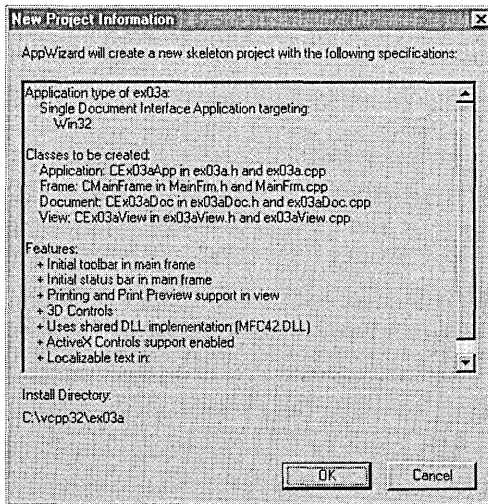 New Project Information
AppWizard will create a new skeleton project with the following specifications:
Application type of ex03a:
Single Document Interface Application targeting:
Win32
Classes to be created:
Application: CEx03aApp in ex03a.h and ex03a.cpp
Frame: CMainFrame in MainFrm.h and MainFrm.cpp
Document: CEx03aDoc in ex03aDoc.h and ex03aDoc.cpp
View: CEx03aView in ex03aView.h and ex03aView.cpp
Features:
+ Initial toolbar in main frame
+ Initial status bar in main frame
+ Printing and Print Preview support in view
+ 3D Controls
+ Uses shared DLL implementation (MFC42.DLL)
+ ActiveX Controls support enabled
+ Localizable text in:
Install Directory:
C:\vcpp32\ex03a
OK Cancel